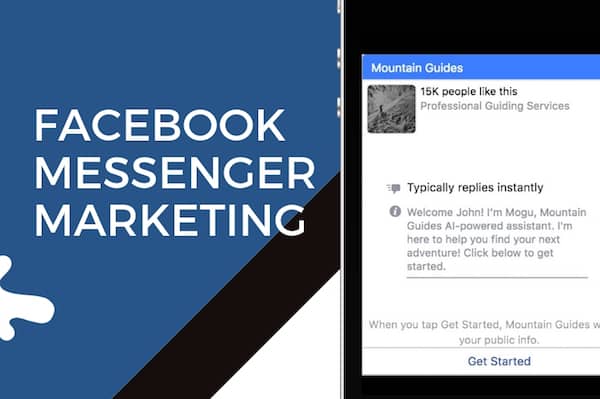 FACEBOOK
MESSENGER
MARKETING
Mountain Guides
15K people like this
Professional Guiding Services
Typically replies instantly
Welcome John! I'm Mogu, Mountain
Guides AI-powered assistant. I'm
here to help you find your next
adventure! Click below to get
started.
When you tap Get Started, Mountain Guides w
your public info.
Get Started